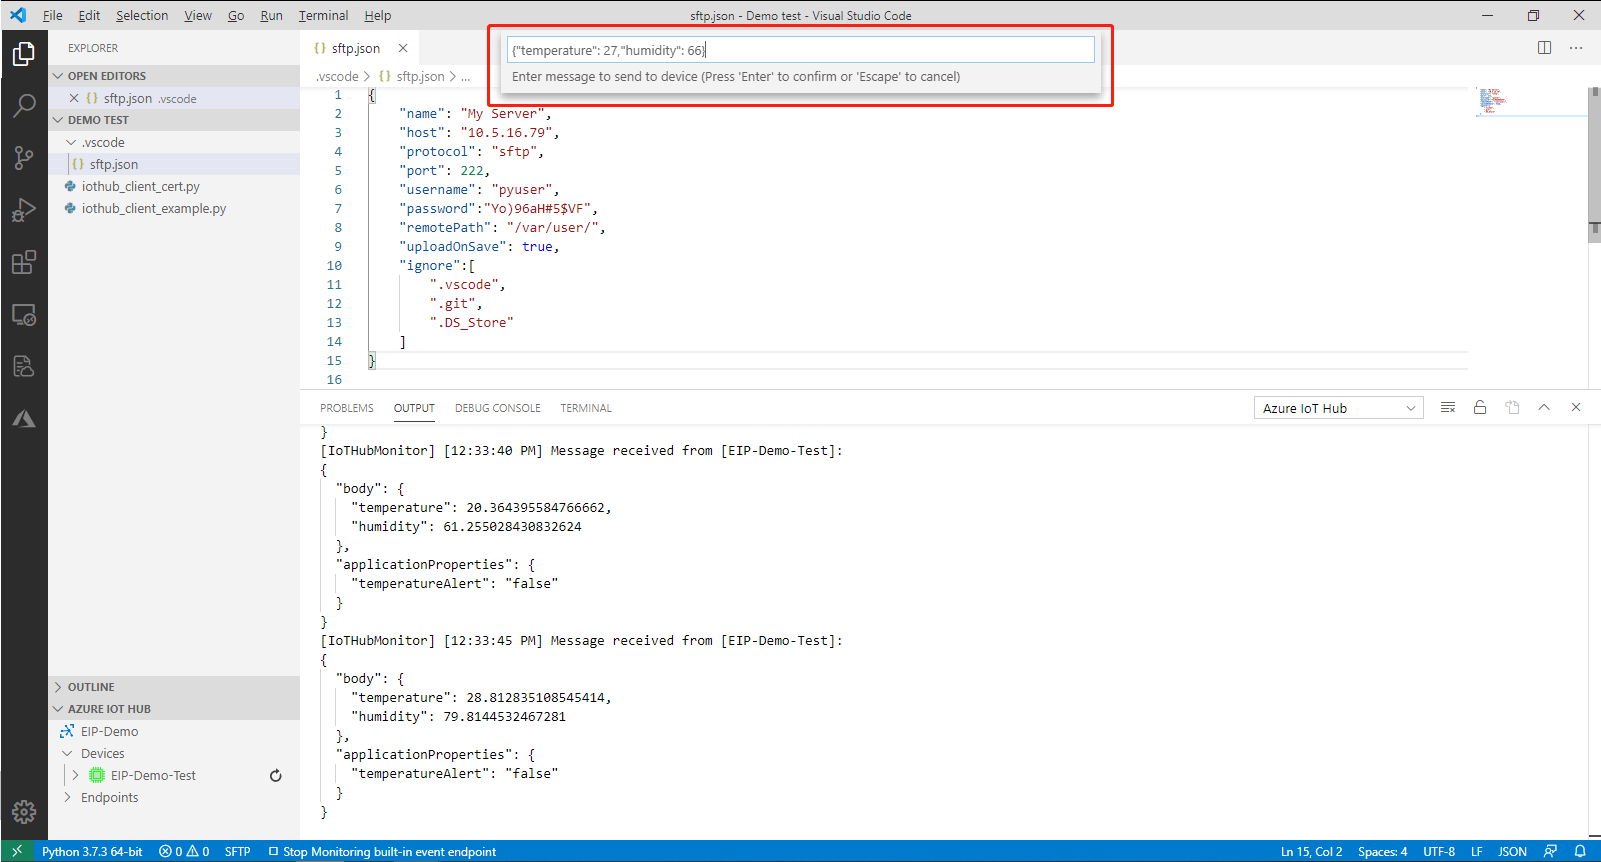 File Edit Selection View Go Run Terminal Help
sftp.json - Demo test - Visual Studio Code
EXPLORER
OPEN EDITORS
{} sftp.json .vscode
DEMO TEST
.vscode
{} sftp.json
iothub_client_cert.py
iothub_client_example.py
OUTLINE
AZURE IOT HUB
EIP-Demo
Devices
EIP-Demo-Test
Endpoints
{} sftp.json
{"temperature": 27,"humidity": 66}
Enter message to send to device (Press 'Enter' to confirm or 'Escape' to cancel)
.vscode > {} sftp.json > ...
1 {
2 "name": "My Server",
3 "host": "10.5.16.79",
4 "protocol": "sftp",
5 "port": 222,
6 "username": "pyuser",
7 "password":"Yo)96aH#5$VF",
8 "remotePath": "/var/user/",
9 "uploadOnSave": true,
10 "ignore":[
11 ".vscode",
12 ".git",
13 ".DS_Store"
14 ]
15 }
16
PROBLEMS OUTPUT DEBUG CONSOLE TERMINAL
Azure IoT Hub
}
[IoTHubMonitor] [12:33:40 PM] Message received from [EIP-Demo-Test]:
{
"body": {
"temperature": 20.364395584766662,
"humidity": 61.255028430832624
},
"applicationProperties": {
"temperatureAlert": "false"
}
}
[IoTHubMonitor] [12:33:45 PM] Message received from [EIP-Demo-Test]:
{
"body": {
"temperature": 28.812835108545414,
"humidity": 79.8144532467281
},
"applicationProperties": {
"temperatureAlert": "false"
}
}
Python 3.7.3 64-bit 0 0 SFTP Stop Monitoring built-in event endpoint
Ln 15, Col 2 Spaces: 4 UTF-8 LF JSON